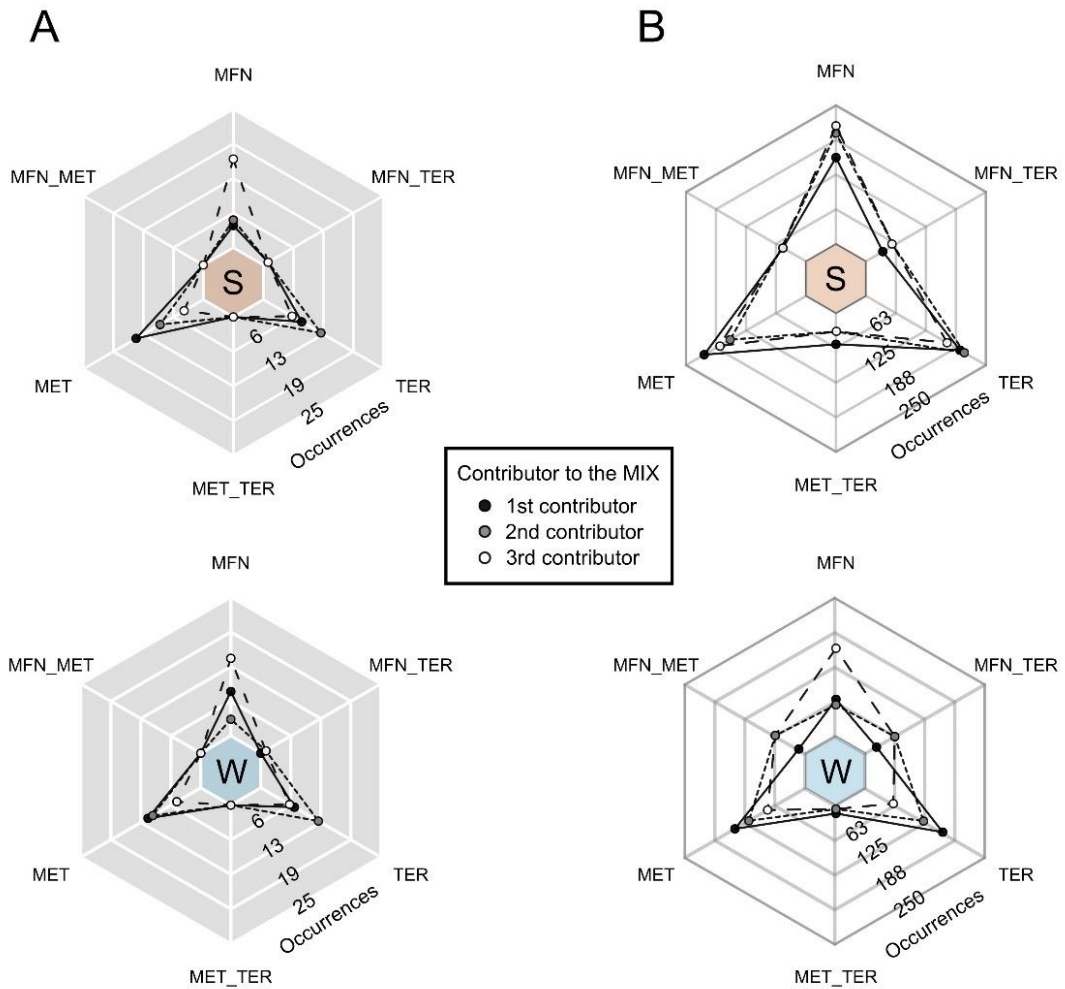 A
B
MFN
MFN_MET
MFN_TER
S
6
13
19
25
Occurrences
MET
TER
MET_TER
MFN
MFN_MET
MFN_TER
S
63
125
188
250
Occurrences
MET
TER
MET_TER
Contributor to the MIX
1st contributor
2nd contributor
3rd contributor
MFN
MFN_MET
MFN_TER
W
6
13
19
25
Occurrences
MET
TER
MET_TER
MFN
MFN_MET
MFN_TER
W
63
125
188
250
Occurrences
MET
TER
MET_TER